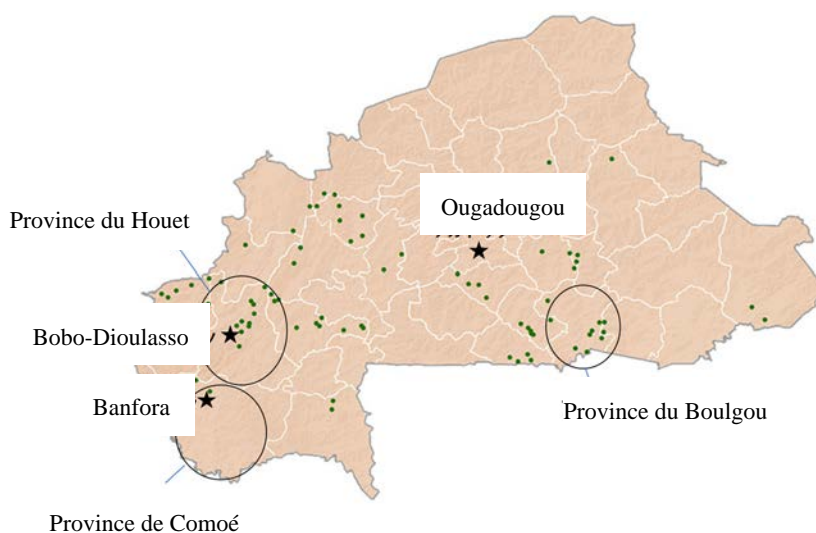 Ougadougou
Province du Houet
Bobo-Dioulasso
Banfora
Province du Boulgou
Province de Comoé